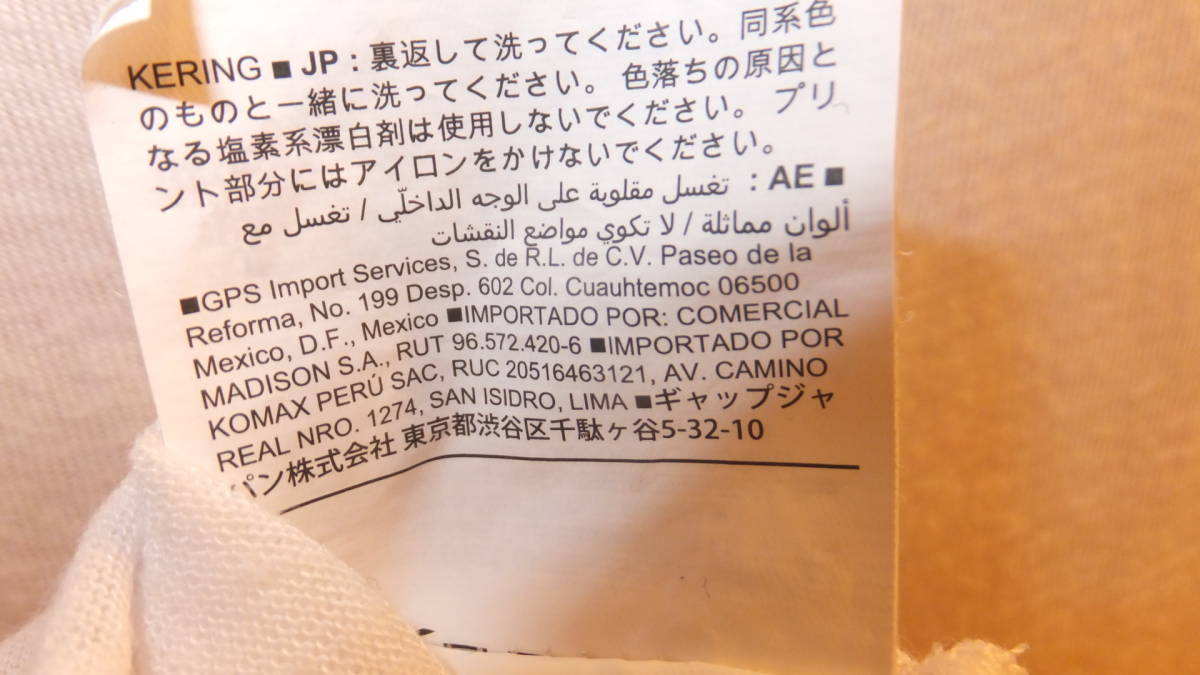 KERING ■ JP : 裏返して洗ってください。同系色
のものと一緒に洗ってください。 色落ちの原因と
なる塩素系漂白剤は使用しないでください。 プリ
ント部分にはアイロンをかけないでください。
■ AE : تغسل مقلوبة على الوجه الداخلّي / تغسل مع
ألوان مماثلة / لا تكوي مواضع النقشات
■GPS Import Services, S. de R.L. de C.V. Paseo de la
Reforma, No. 199 Desp. 602 Col. Cuauhtemoc 06500
Mexico, D.F., Mexico ■IMPORTADO POR: COMERCIAL
MADISON S.A., RUT 96.572.420-6 ■IMPORTADO POR
KOMAX PERÚ SAC, RUC 20516463121, AV. CAMINO
REAL NRO. 1274, SAN ISIDRO, LIMA ■ギャップジャ
パン株式会社 東京都渋谷区千駄ヶ谷5-32-10